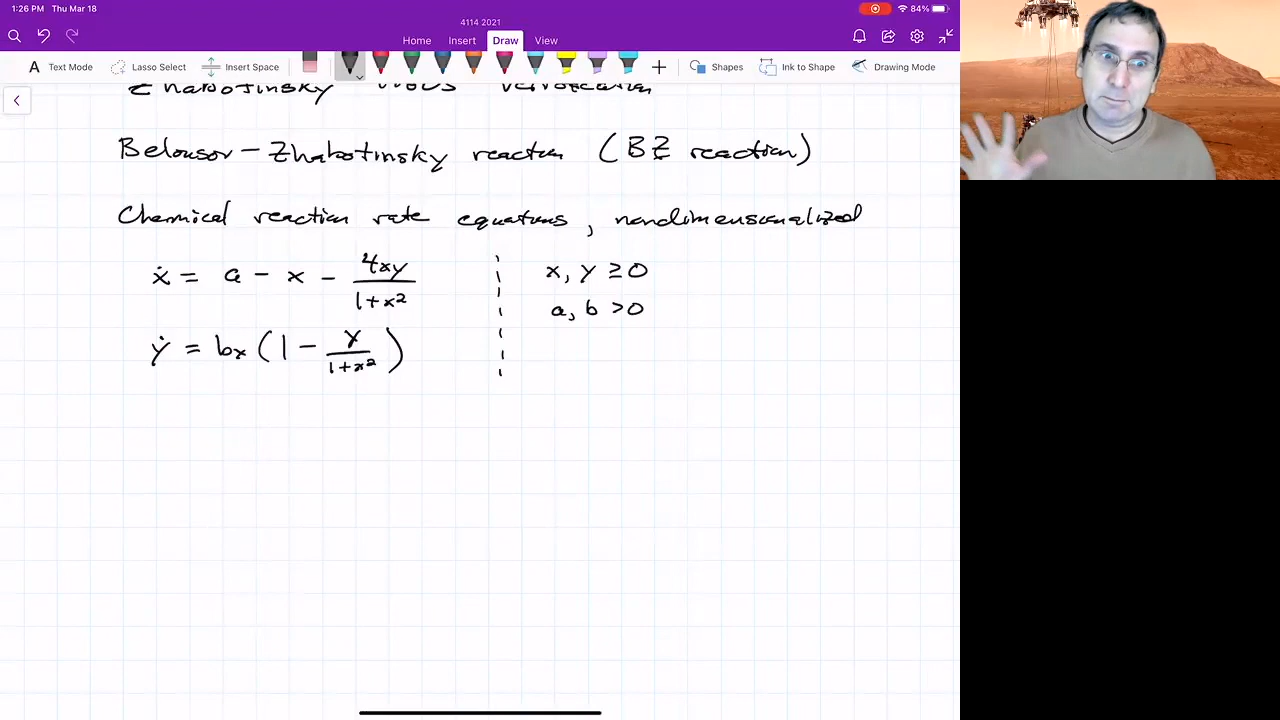 1:26 PM Thu Mar 18
84%
4114 2021
Home Insert Draw View
Text Mode Lasso Select Insert Space Shapes Ink to Shape Drawing Mode
Zhabotinsky
Belousov-Zhabotinsky reaction (BZ reaction)
Chemical reaction rate equations, nondimensionalized
ẋ = a - x - 4xy/(1+x²)
x, y ≥ 0
a, b > 0
ẏ = bx (1 - y/(1+x²))